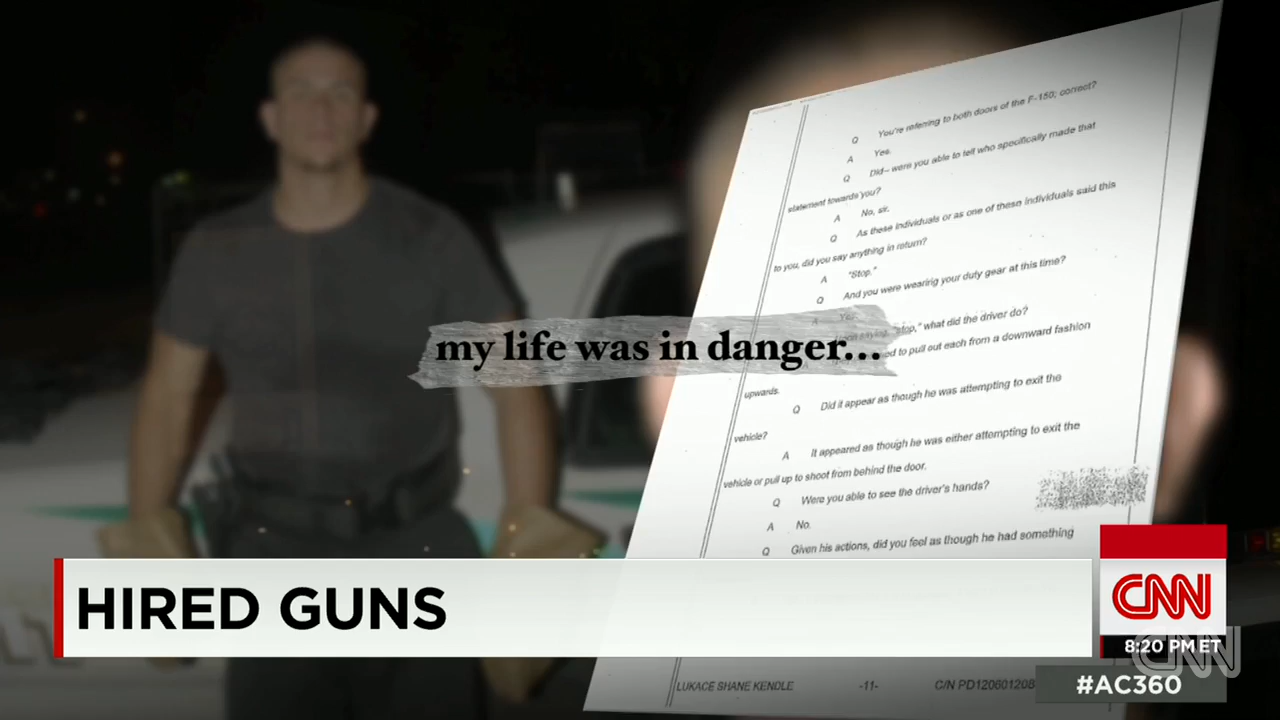 Q You're referring to both doors of the F-150; correct?
A Yes.
Q Did-- were you able to tell who specifically made that
statement towards you?
A No, sir.
Q As these individuals or as one of these individuals said this
to you, did you say anything in return?
A "Stop."
Q And you were wearing your duty gear at this time?
A Yes.
"stop," what did the driver do?
to pull out each from a downward fashion
my life was in danger...
upwards.
Q Did it appear as though he was attempting to exit the
vehicle?
A It appeared as though he was either attempting to exit the
vehicle or pull up to shoot from behind the door.
Q Were you able to see the driver's hands?
A No.
Q Given his actions, did you feel as though he had something
HIRED GUNS
CNN
8:20 PM ET
CNN
#AC360
LUKACE SHANE KENDLE -11- C/N PD120601208